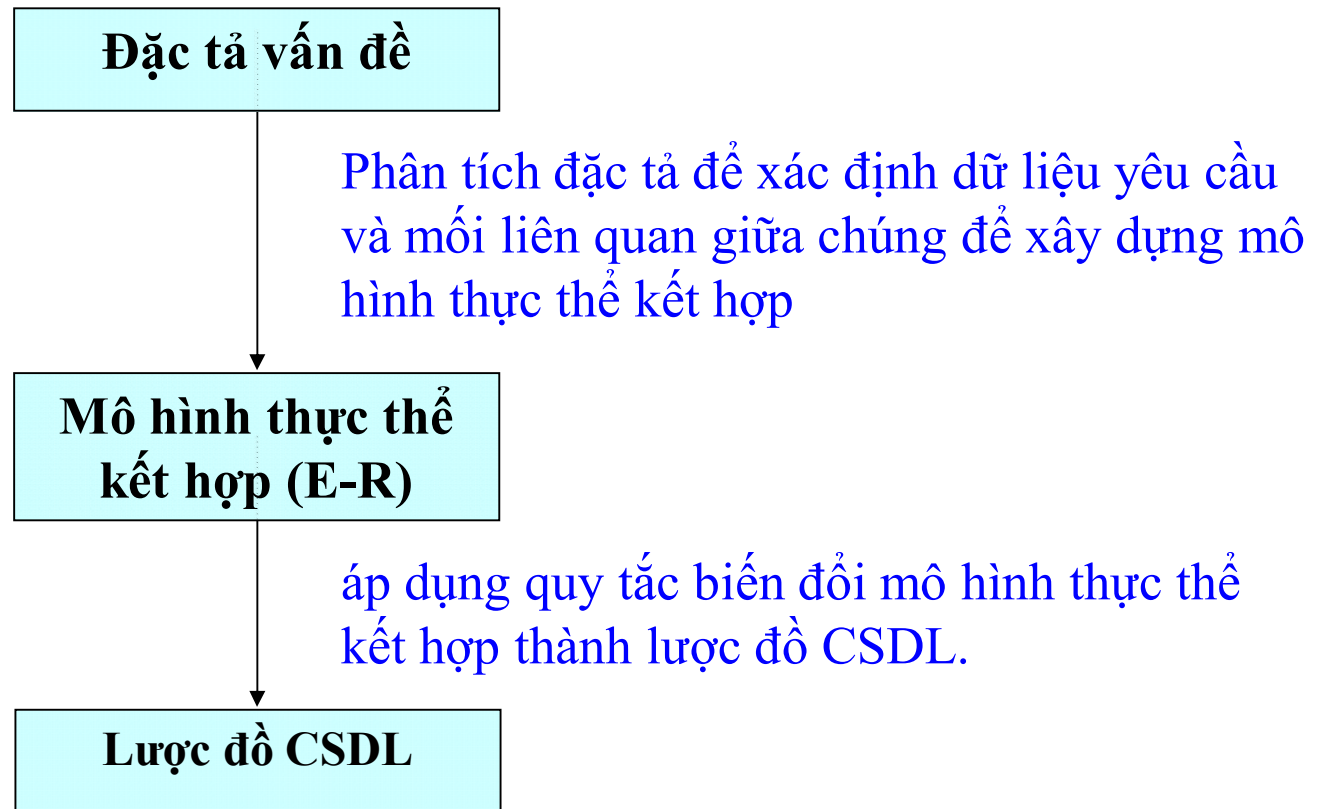 Đặc tả vấn đề
Phân tích đặc tả để xác định dữ liệu yêu cầu
và mối liên quan giữa chúng để xây dựng mô
hình thực thể kết hợp
Mô hình thực thể
kết hợp (E-R)
áp dụng quy tắc biến đổi mô hình thực thể
kết hợp thành lược đồ CSDL.
Lược đồ CSDL